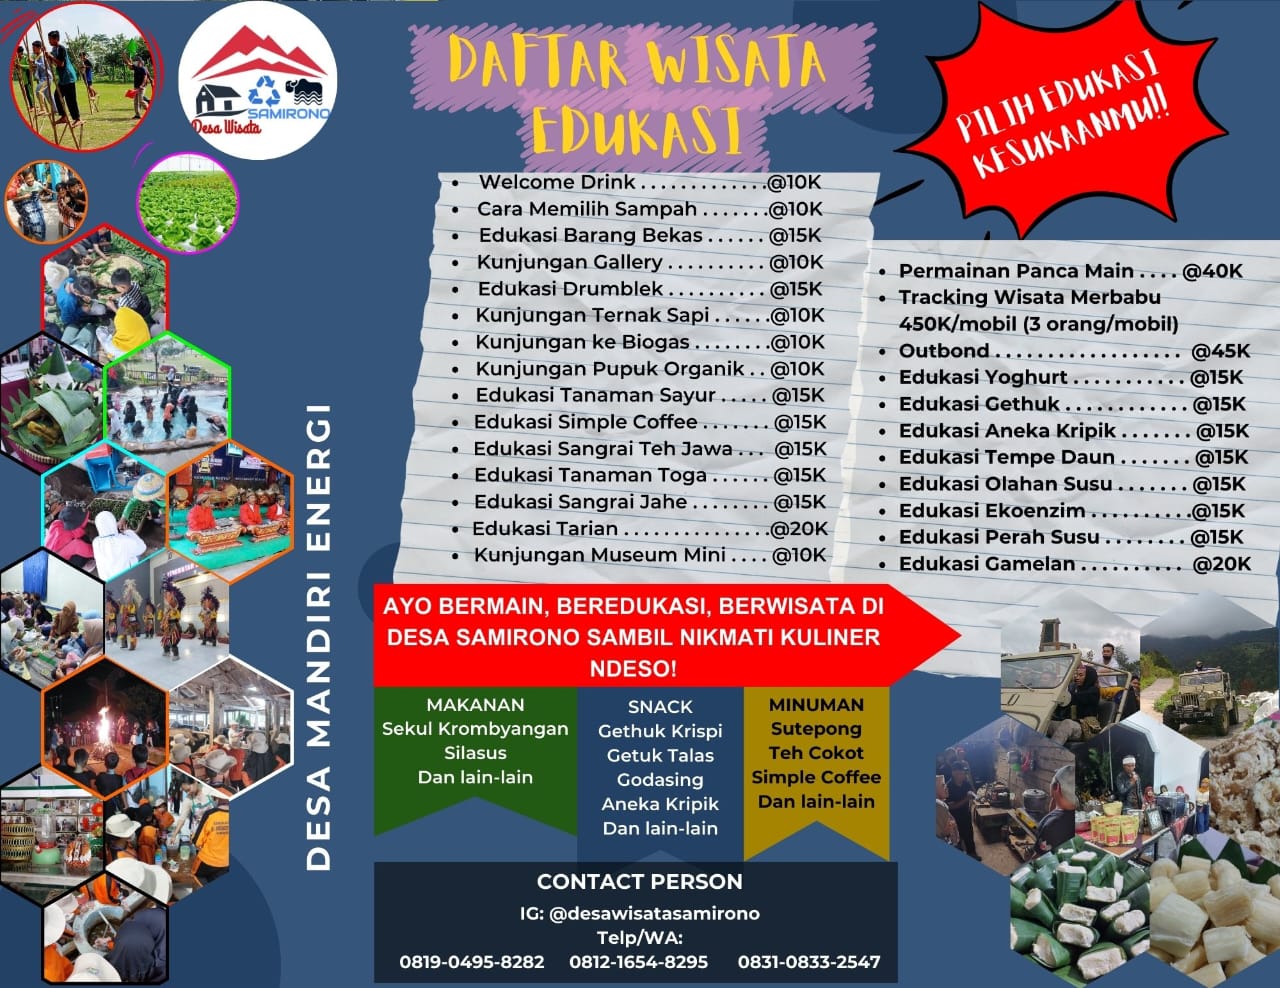 SAMIRONO
Desa Wisata
DAFTAR WISATA
EDUKASI
PILIH EDUKASI
KESUKAANMU!!
• Welcome Drink . . . . . . . . . . . . .@10K
• Cara Memilih Sampah . . . . . . .@10K
• Edukasi Barang Bekas . . . . . . @15K
• Kunjungan Gallery . . . . . . . . . . @10K
• Edukasi Drumblek . . . . . . . . . . @15K
• Kunjungan Ternak Sapi . . . . . .@10K
• Kunjungan ke Biogas . . . . . . . .@10K
• Kunjungan Pupuk Organik . . @10K
• Edukasi Tanaman Sayur . . . . . @15K
• Edukasi Simple Coffee . . . . . . . @15K
• Edukasi Sangrai Teh Jawa . . . @15K
• Edukasi Tanaman Toga . . . . . . @15K
• Edukasi Sangrai Jahe . . . . . . . . @15K
• Edukasi Tarian . . . . . . . . . . . . . . .@20K
• Kunjungan Museum Mini . . . . @10K
• Permainan Panca Main . . . . @40K
• Tracking Wisata Merbabu
450K/mobil (3 orang/mobil)
• Outbond . . . . . . . . . . . . . . . . . . @45K
• Edukasi Yoghurt . . . . . . . . . . . @15K
• Edukasi Gethuk . . . . . . . . . . . . @15K
• Edukasi Aneka Kripik . . . . . . . @15K
• Edukasi Tempe Daun . . . . . . . @15K
• Edukasi Olahan Susu . . . . . . . @15K
• Edukasi Ekoenzim . . . . . . . . . .@15K
• Edukasi Perah Susu . . . . . . . . @15K
• Edukasi Gamelan . . . . . . . . . . @20K
DESA MANDIRI ENERGI
AYO BERMAIN, BEREDUKASI, BERWISATA DI
DESA SAMIRONO SAMBIL NIKMATI KULINER
NDESO!
MAKANAN
Sekul Krombyangan
Silasus
Dan lain-lain
SNACK
Gethuk Krispi
Getuk Talas
Godasing
Aneka Kripik
Dan lain-lain
MINUMAN
Sutepong
Teh Cokot
Simple Coffee
Dan lain-lain
CONTACT PERSON
IG: @desawisatasamirono
Telp/WA:
0819-0495-8282 0812-1654-8295 0831-0833-2547